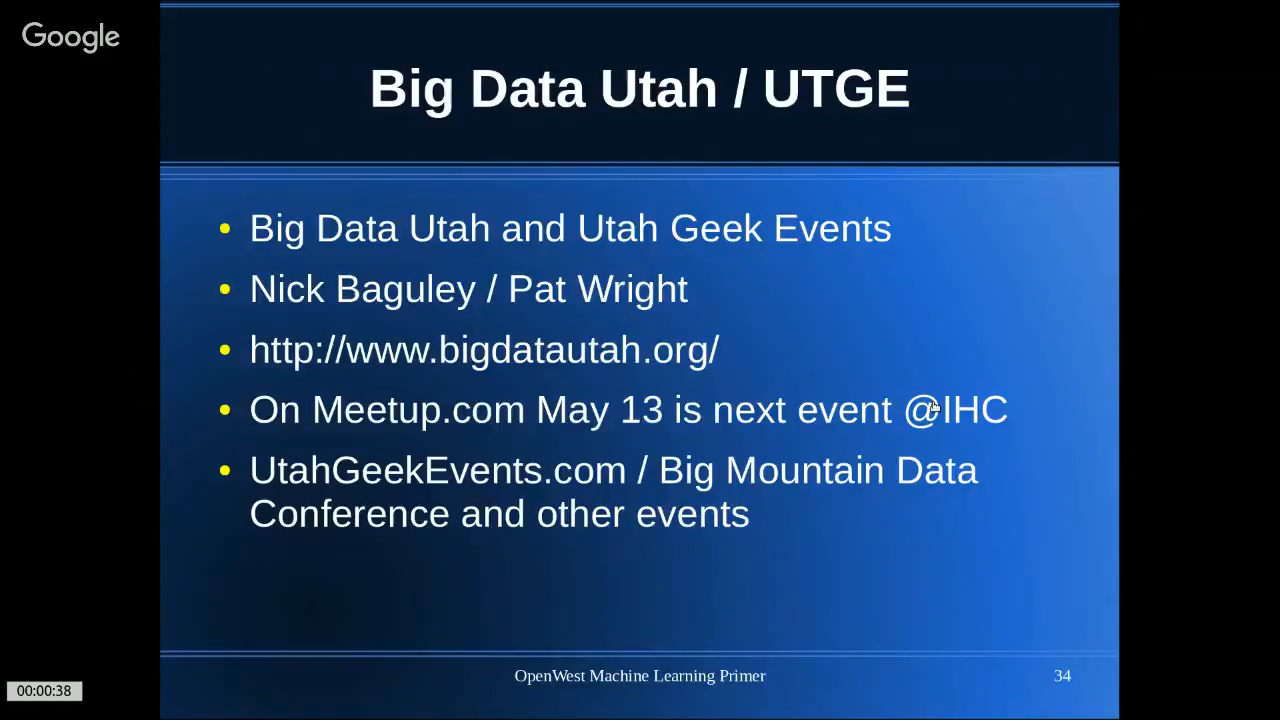 Google
Big Data Utah / UTGE
• Big Data Utah and Utah Geek Events
• Nick Baguley / Pat Wright
• http://www.bigdatautah.org/
• On Meetup.com May 13 is next event @IHC
• UtahGeekEvents.com / Big Mountain Data
Conference and other events
OpenWest Machine Learning Primer
34
00:00:38